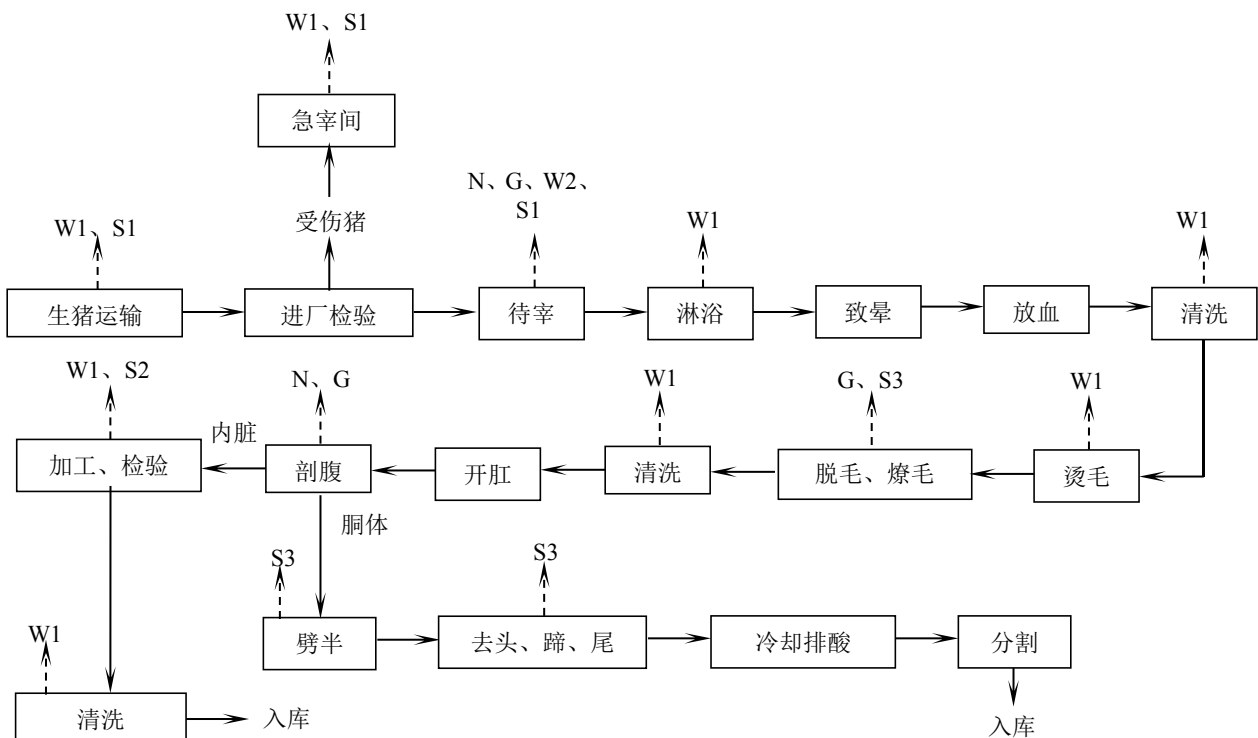 W1、S1
急宰间
N、G、W2、
S1
受伤猪
W1、S1
W1
W1
生猪运输
进厂检验
待宰
淋浴
致晕
放血
清洗
W1、S2
N、G
W1
G、S3
W1
内脏
加工、检验
剖腹
开肛
清洗
脱毛、燎毛
烫毛
胴体
S3
S3
W1
劈半
去头、蹄、尾
冷却排酸
分割
清洗
入库
入库